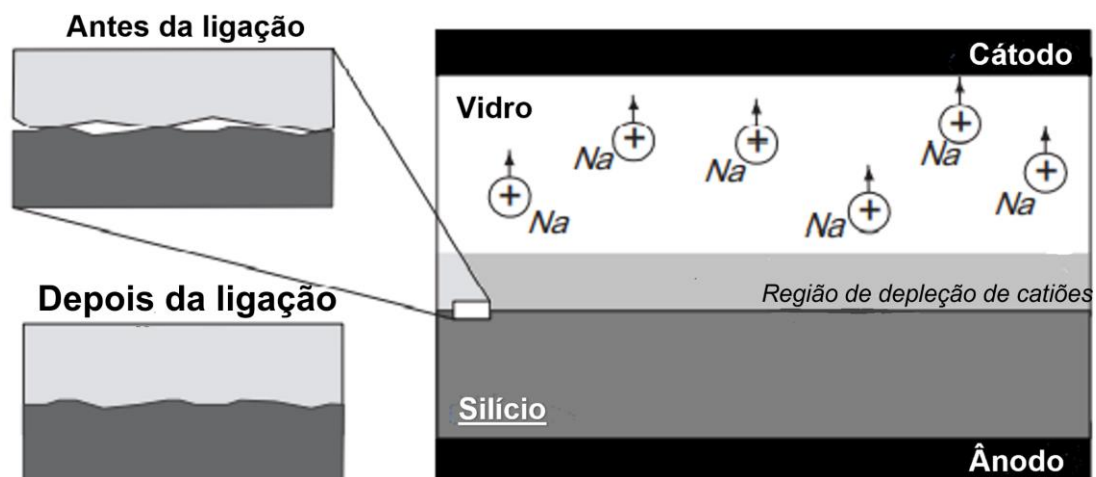 Antes da ligação
Cátodo
Vidro
Na
Na
Na
Na
Na
Na
Região de depleção de catiões
Depois da ligação
Silício
Ânodo